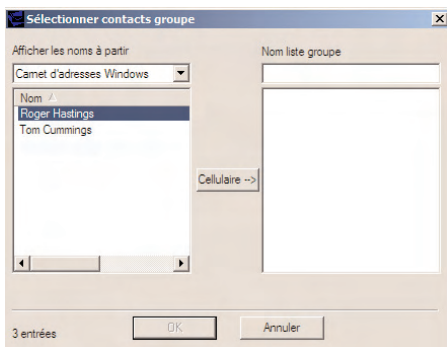 Sélectionner contacts groupe
Afficher les noms à partir
Nom liste groupe
Carnet d'adresses Windows
Nom
Roger Hastings
Tom Cummings
Cellulaire -->
3 entrées
OK
Annuler